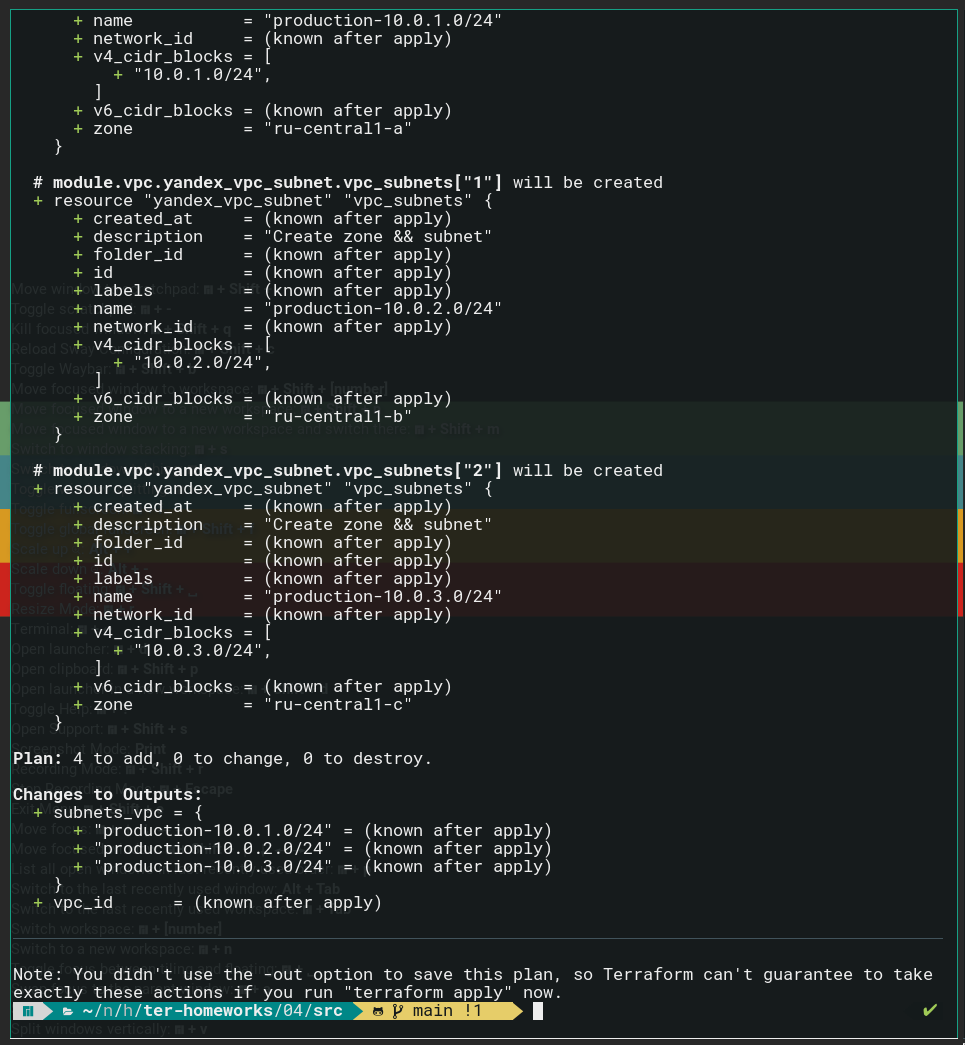 + name           = "production-10.0.1.0/24"
      + network_id     = (known after apply)
      + v4_cidr_blocks = [
          + "10.0.1.0/24",
        ]
      + v6_cidr_blocks = (known after apply)
      + zone           = "ru-central1-a"
    }

  # module.vpc.yandex_vpc_subnet.vpc_subnets["1"] will be created
  + resource "yandex_vpc_subnet" "vpc_subnets" {
      + created_at     = (known after apply)
      + description    = "Create zone && subnet"
      + folder_id      = (known after apply)
      + id             = (known after apply)
      + labels         = (known after apply)
      + name           = "production-10.0.2.0/24"
      + network_id     = (known after apply)
      + v4_cidr_blocks = [
          + "10.0.2.0/24",
        ]
      + v6_cidr_blocks = (known after apply)
      + zone           = "ru-central1-b"
    }

  # module.vpc.yandex_vpc_subnet.vpc_subnets["2"] will be created
  + resource "yandex_vpc_subnet" "vpc_subnets" {
      + created_at     = (known after apply)
      + description    = "Create zone && subnet"
      + folder_id      = (known after apply)
      + id             = (known after apply)
      + labels         = (known after apply)
      + name           = "production-10.0.3.0/24"
      + network_id     = (known after apply)
      + v4_cidr_blocks = [
          + "10.0.3.0/24",
        ]
      + v6_cidr_blocks = (known after apply)
      + zone           = "ru-central1-c"
    }

Plan: 4 to add, 0 to change, 0 to destroy.

Changes to Outputs:
  + subnets_vpc = {
      + "production-10.0.1.0/24" = (known after apply)
      + "production-10.0.2.0/24" = (known after apply)
      + "production-10.0.3.0/24" = (known after apply)
    }
  + vpc_id      = (known after apply)

Note: You didn't use the -out option to save this plan, so Terraform can't guarantee to take
exactly these actions if you run "terraform apply" now.
~/n/h/ter-homeworks/04/src main !1